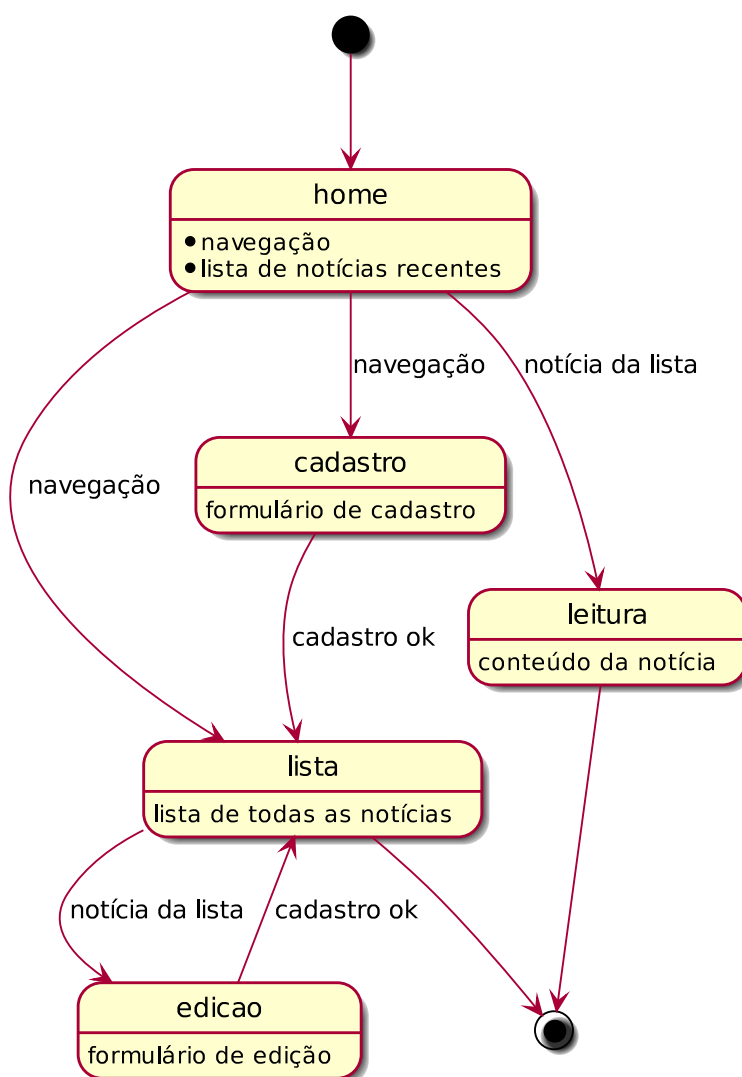 home
navegação
lista de notícias recentes
navegação
notícia da lista
cadastro
navegação
formulário de cadastro
leitura
cadastro ok
conteúdo da notícia
lista
lista de todas as notícias
notícia da lista
cadastro ok
edicao
formulário de edição